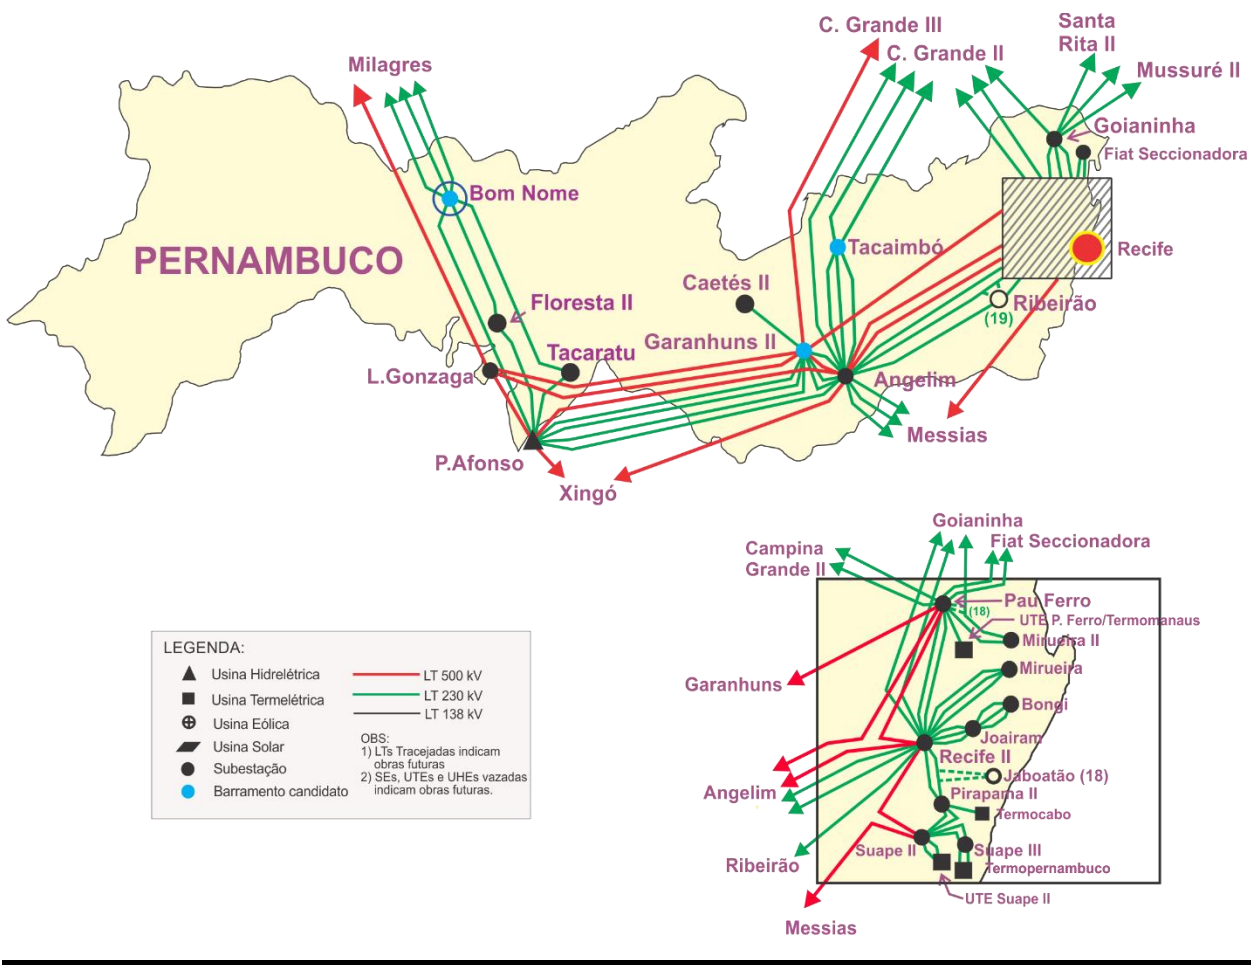 C. Grande III
Santa
Rita II
C. Grande II
Milagres
Mussuré II
Goianinha
Fiat Seccionadora
Bom Nome
PERNAMBUCO
Tacaimbó
Recife
Caetés II
Floresta II
Ribeirão
(19)
Garanhuns II
Tacaratu
L.Gonzaga
Angelim
Messias
P.Afonso
Xingó
Goianinha
Campina
Grande II
Fiat Seccionadora
Pau Ferro
(18)
UTE P. Ferro/Termomanaus
Mirueira II
Mirueira
Garanhuns
Bongi
Joairam
Recife II
Jaboatão (18)
Angelim
Pirapama II
Termocabo
Suape II
Suape III
Ribeirão
Termopernambuco
UTE Suape II
Messias
LEGENDA:
Usina Hidrelétrica
Usina Termelétrica
Usina Eólica
Usina Solar
Subestação
Barramento candidato
LT 500 kV
LT 230 kV
LT 138 kV
OBS:
1) LTs Tracejadas indicam
obras futuras
2) SEs, UTEs e UHEs vazadas
indicam obras futuras.